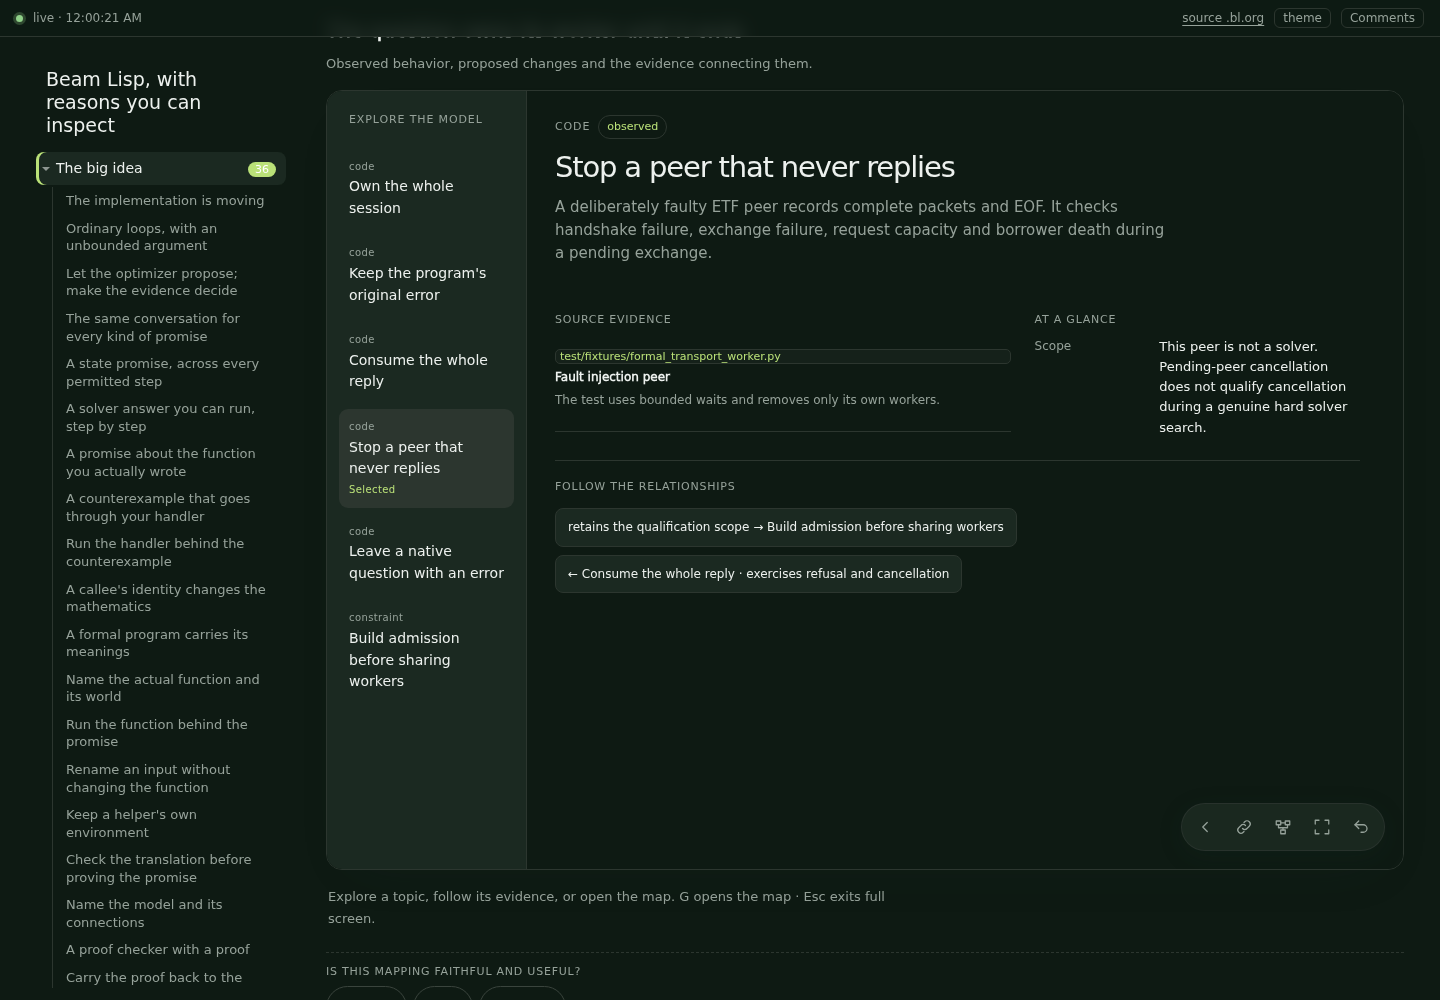 live · 12:00:21 AM
source .bl.org
theme
Comments
Beam Lisp, with
reasons you can
inspect
The big idea
36
The implementation is moving
Ordinary loops, with an
unbounded argument
Let the optimizer propose;
make the evidence decide
The same conversation for
every kind of promise
A state promise, across every
permitted step
A solver answer you can run,
step by step
A promise about the function
you actually wrote
A counterexample that goes
through your handler
Run the handler behind the
counterexample
A callee's identity changes the
mathematics
A formal program carries its
meanings
Name the actual function and
its world
Run the function behind the
promise
Rename an input without
changing the function
Keep a helper's own
environment
Check the translation before
proving the promise
Name the model and its
connections
A proof checker with a proof
Carry the proof back to the
Observed behavior, proposed changes and the evidence connecting them.
EXPLORE THE MODEL
code
Own the whole
session
code
Keep the program's
original error
code
Consume the whole
reply
code
Stop a peer that
never replies
Selected
code
Leave a native
question with an error
constraint
Build admission
before sharing
workers
CODE
observed
Stop a peer that never replies
A deliberately faulty ETF peer records complete packets and EOF. It checks
handshake failure, exchange failure, request capacity and borrower death during
a pending exchange.
SOURCE EVIDENCE
test/fixtures/formal_transport_worker.py
Fault injection peer
The test uses bounded waits and removes only its own workers.
AT A GLANCE
Scope
This peer is not a solver.
Pending-peer cancellation
does not qualify cancellation
during a genuine hard solver
search.
FOLLOW THE RELATIONSHIPS
retains the qualification scope → Build admission before sharing workers
← Consume the whole reply · exercises refusal and cancellation
Explore a topic, follow its evidence, or open the map. G opens the map · Esc exits full
screen.
IS THIS MAPPING FAITHFUL AND USEFUL?